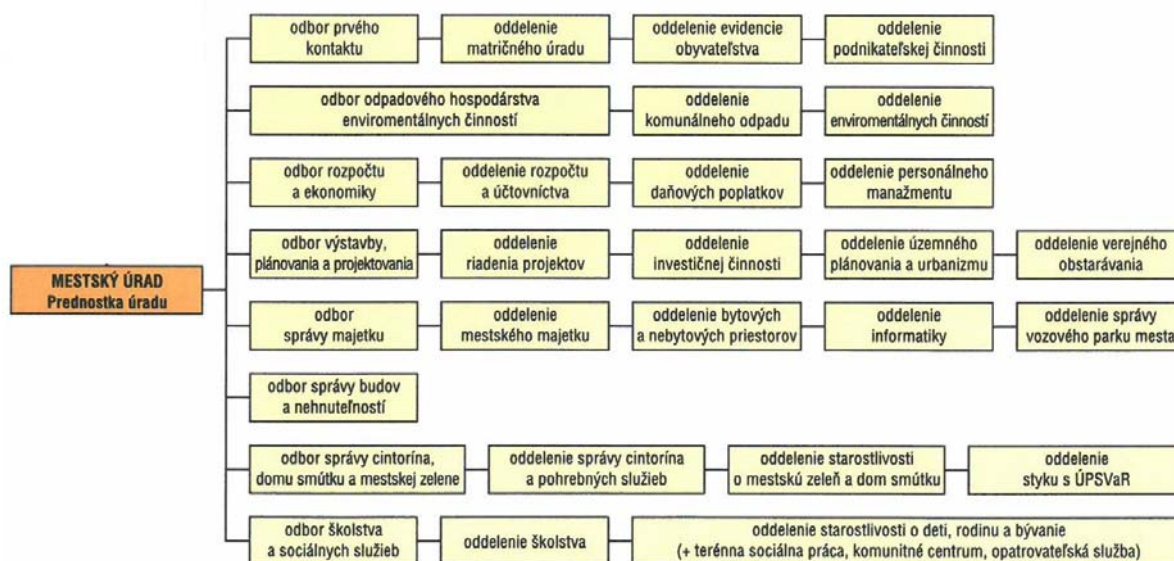 odbor prvého
kontaktu
oddelenie
matričného úradu
oddelenie evidencie
obyvateľstva
oddelenie
podnikateľskej činnosti
odbor odpadového hospodárstva
enviromentálnych činností
oddelenie
komunálneho odpadu
oddelenie
enviromentálnych činností
odbor rozpočtu
a ekonomiky
oddelenie rozpočtu
a účtovníctva
oddelenie
daňových poplatkov
oddelenie personálneho
manažmentu
odbor výstavby,
plánovania a projektovania
oddelenie
riadenia projektov
oddelenie
investičnej činnosti
oddelenie územného
plánovania a urbanizmu
oddelenie verejného
obstarávania
MESTSKÝ ÚRAD
Prednostka úradu
odbor
správy majetku
oddelenie
mestského majetku
oddelenie bytových
a nebytových priestorov
oddelenie
informatiky
oddelenie správy
vozového parku mesta
odbor správy budov
a nehnuteľností
odbor správy cintorína,
domu smútku a mestskej zelene
oddelenie správy cintorína
a pohrebných služieb
oddelenie starostlivosti
o mestskú zeleň a dom smútku
oddelenie
styku s ÚPSVaR
odbor školstva
a sociálnych služieb
oddelenie školstva
oddelenie starostlivosti o deti, rodinu a bývanie
(+ terénna sociálna práca, komunitné centrum, opatrovateľská služba)